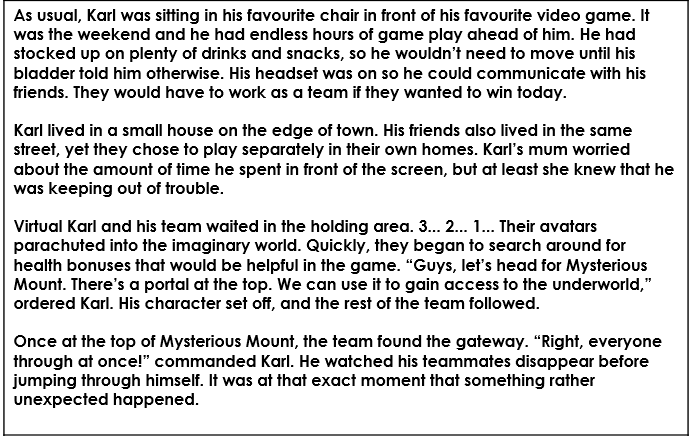 As usual, Karl was sitting in his favourite chair in front of his favourite video game. It
was the weekend and he had endless hours of game play ahead of him. He had
stocked up on plenty of drinks and snacks, so he wouldn’t need to move until his
bladder told him otherwise. His headset was on so he could communicate with his
friends. They would have to work as a team if they wanted to win today.
Karl lived in a small house on the edge of town. His friends also lived in the same
street, yet they chose to play separately in their own homes. Karl’s mum worried
about the amount of time he spent in front of the screen, but at least she knew that he
was keeping out of trouble.
Virtual Karl and his team waited in the holding area. 3... 2... 1... Their avatars
parachuted into the imaginary world. Quickly, they began to search around for
health bonuses that would be helpful in the game. “Guys, let’s head for Mysterious
Mount. There’s a portal at the top. We can use it to gain access to the underworld,”
ordered Karl. His character set off, and the rest of the team followed.
Once at the top of Mysterious Mount, the team found the gateway. “Right, everyone
through at once!” commanded Karl. He watched his teammates disappear before
jumping through himself. It was at that exact moment that something rather
unexpected happened.